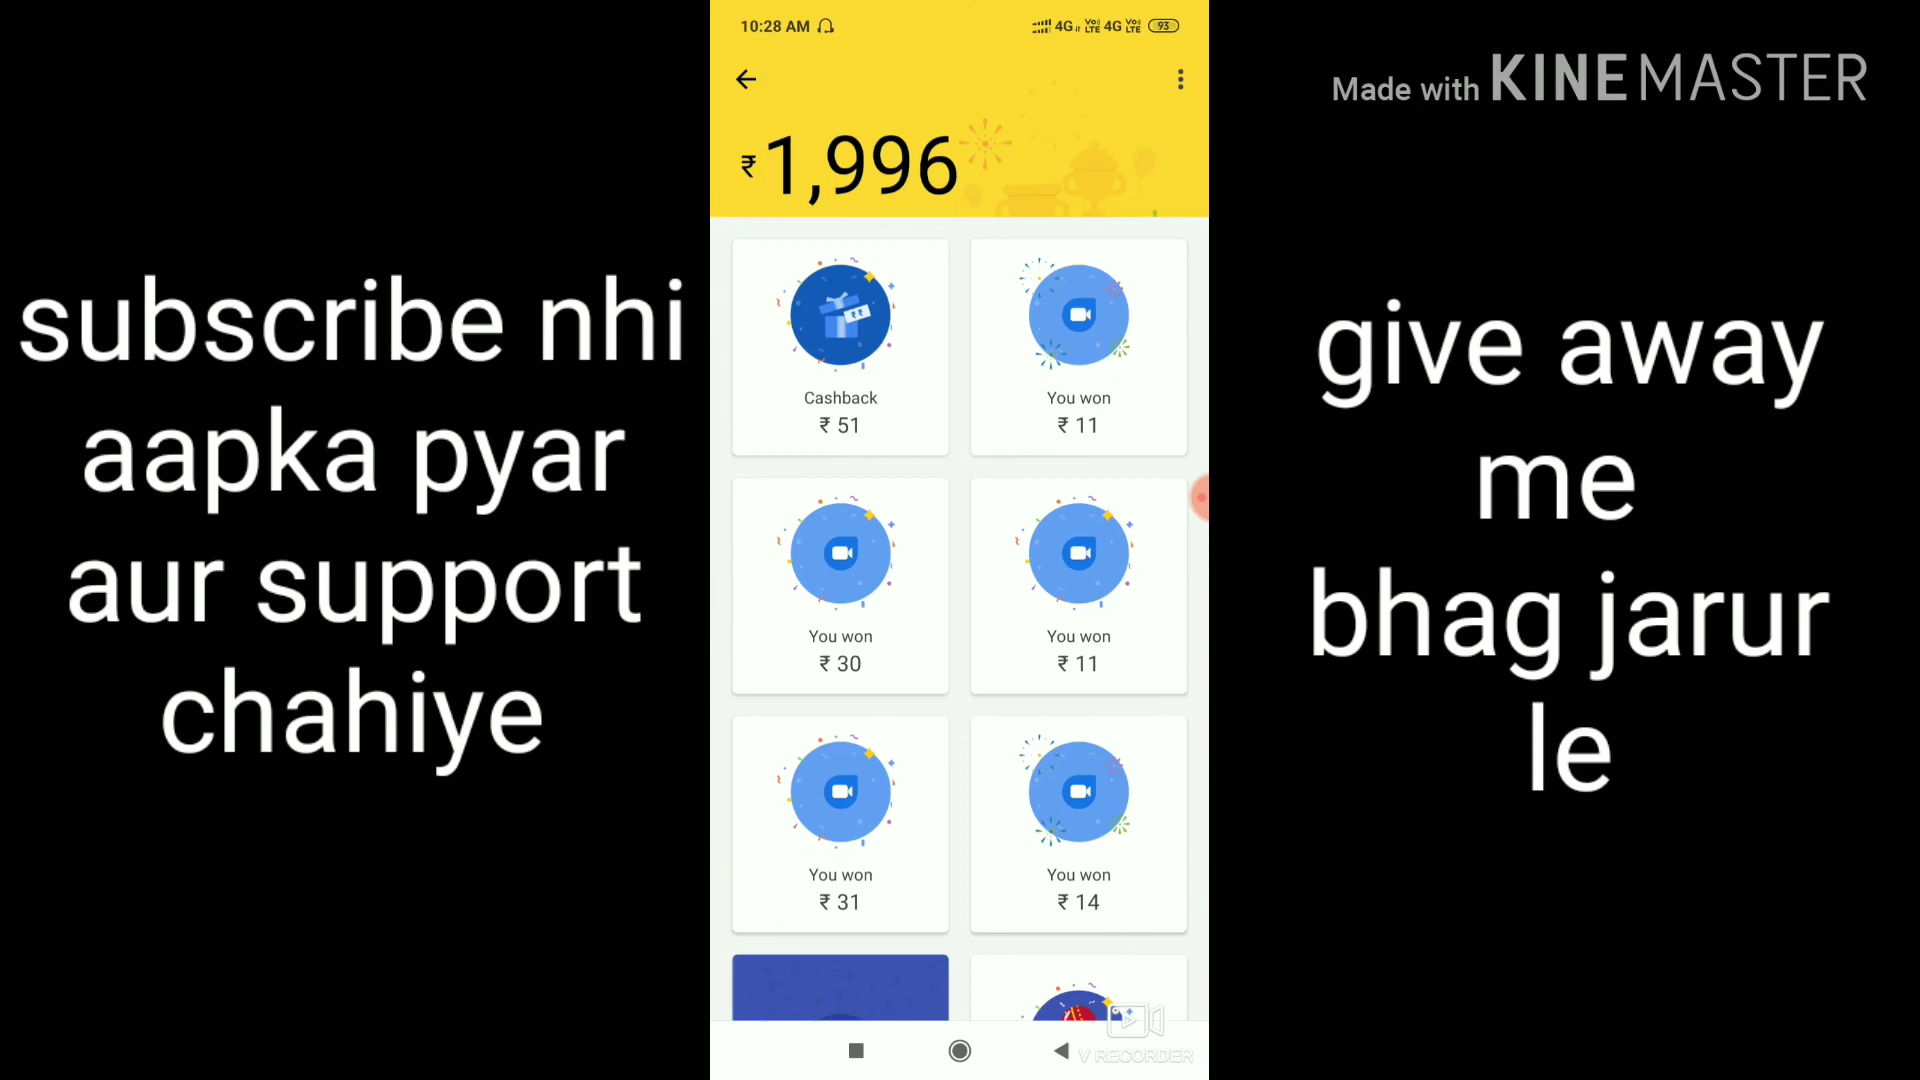 10:28 AM
4G VoLTE 4G VoLTE 93
Made with KINEMASTER
₹1,996
subscribe nhi
aapka pyar
aur support
chahiye
Cashback
₹ 51
You won
₹ 11
You won
₹ 30
You won
₹ 11
You won
₹ 31
You won
₹ 14
give away
me
bhag jarur
le
V RECORDER